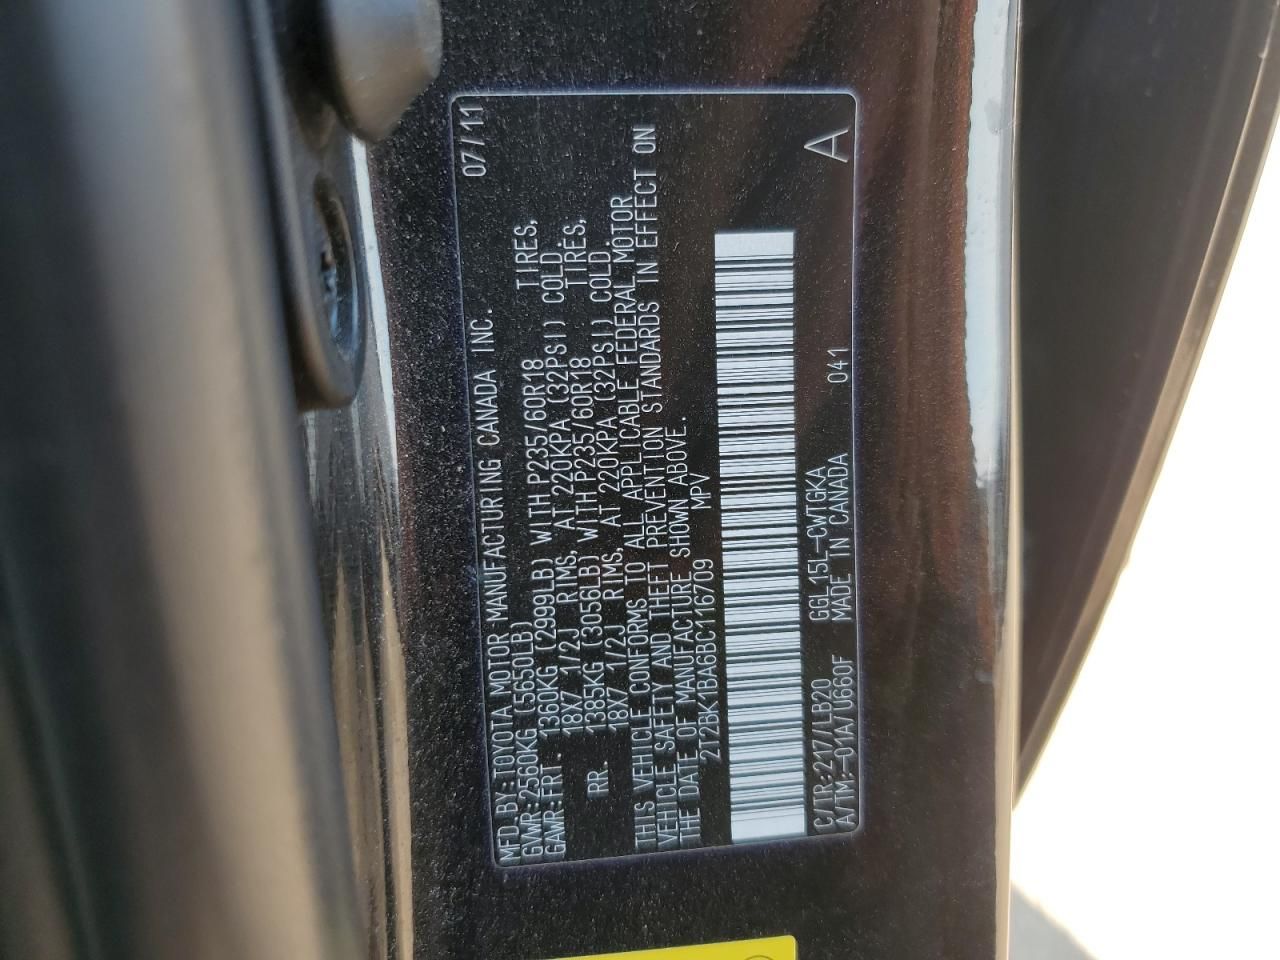 MFD.BY:TOYOTA MOTOR MANUFACTURING CANADA INC. 07/11
GVWR:2560KG (5650LB)
GAWR:FRT. 1360KG (2999LB) WITH P235/60R18 TIRES,
18X7 1/2J RIMS, AT 220KPA (32PSI) COLD.
RR. 1385KG (3056LB) WITH P235/60R18 TIRES,
18X7 1/2J RIMS, AT 220KPA (32PSI) COLD.
THIS VEHICLE CONFORMS TO ALL APPLICABLE FEDERAL MOTOR
VEHICLE SAFETY AND THEFT PREVENTION STANDARDS IN EFFECT ON
THE DATE OF MANUFACTURE SHOWN ABOVE.
2T2BK1BA6BC116709 MPV
C/TR:217/LB20 GGL15L-CWTGKA
A/TM:-01A/U660F MADE IN CANADA 041 A